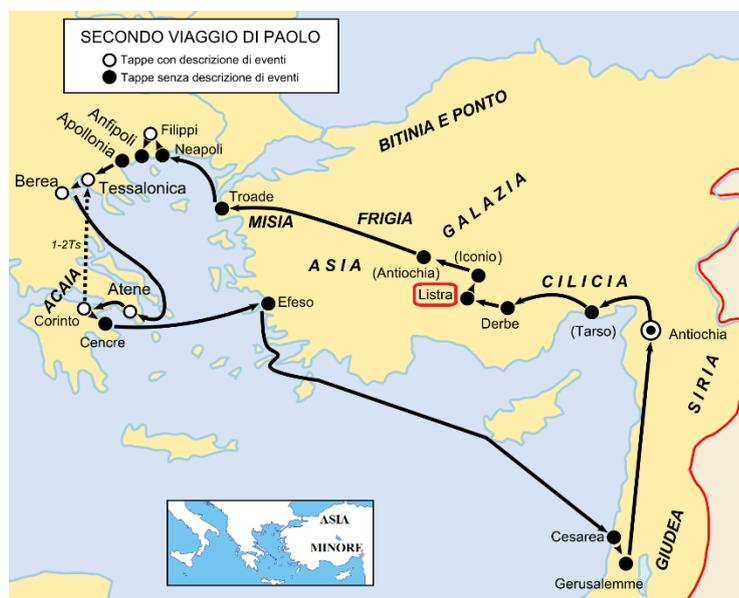 SECONDO VIAGGIO DI PAOLO
Tappe con descrizione di eventi
Tappe senza descrizione di eventi
BITINIA E PONTO
Anfipoli
Filippi
Apollonia
Neapoli
Berea
Tessalonica
Troade
MISIA
FRIGIA
GALAZIA
1-2Ts
ASIA
(Antiochia)
(Iconio)
CILICIA
Listra
Derbe
(Tarso)
Antiochia
ACAIA
Atene
Corinto
Cencre
Efeso
SIRIA
ASIA
MINORE
Cesarea
GIUDEA
Gerusalemme